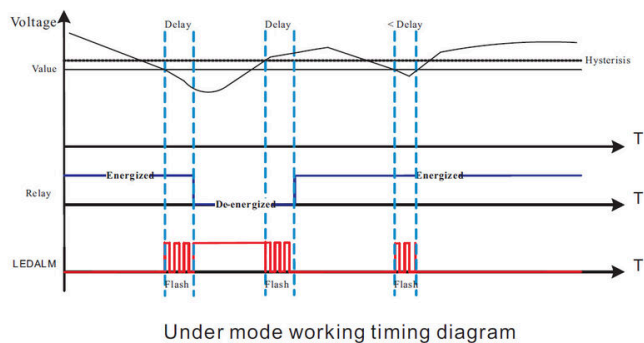 Voltage
Delay
Delay
< Delay
Value
Hysterisis
T
Relay
Energized
De-energized
Energized
T
LEDALM
T
Flash
Flash
Flash
Under mode working timing diagram